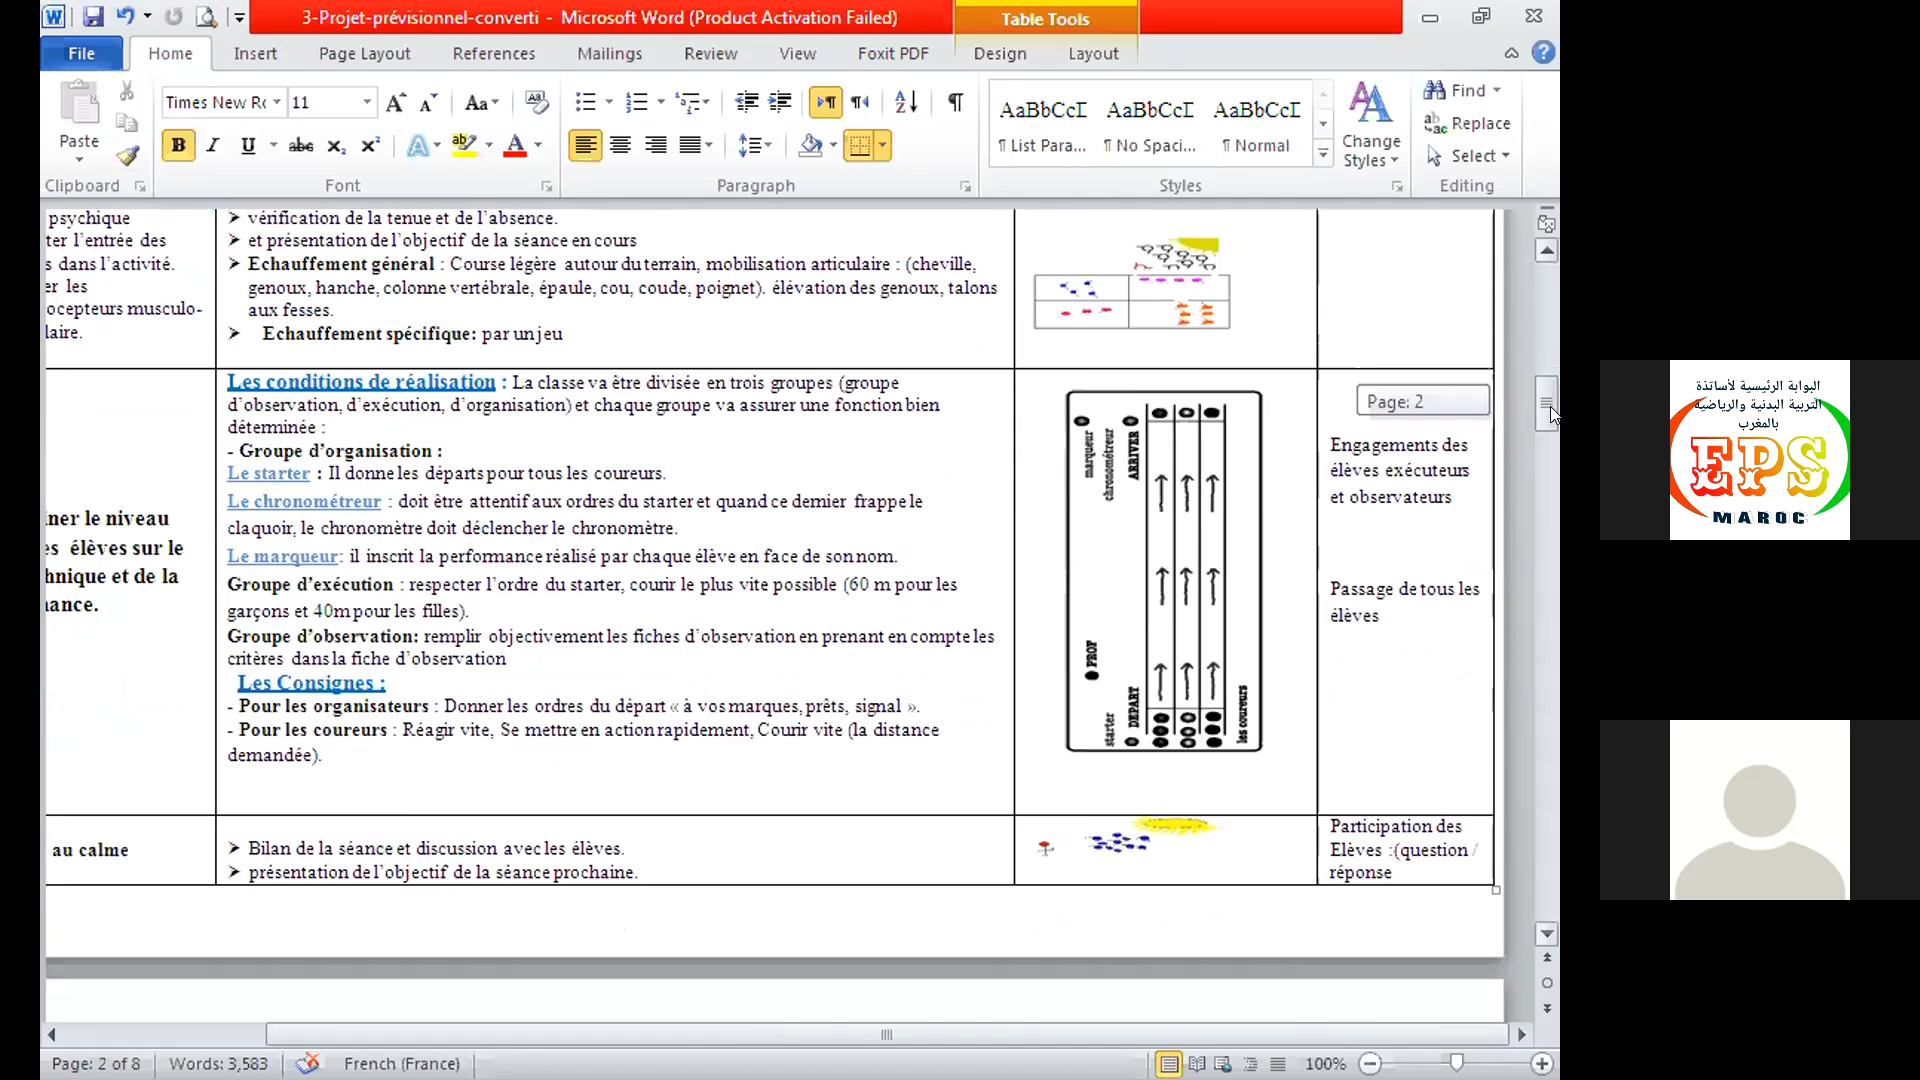 3-Projet-prévisionnel-converti - Microsoft Word (Product Activation Failed)
Table Tools
File Home Insert Page Layout References Mailings Review View Foxit PDF Design Layout
Times New Ro 11
Paste
Clipboard Font Paragraph Styles Editing
AaBbCcI AaBbCcI AaBbCcI
¶ List Para... ¶ No Spaci... ¶ Normal
Change Styles
Find
Replace
Select
psychique
ter l’entrée des
s dans l’activité.
er les
ocepteurs musculo-
laire.
vérification de la tenue et de l’absence.
et présentation de l’objectif de la séance en cours
Echauffement général : Course légère autour du terrain, mobilisation articulaire : (cheville,
genoux, hanche, colonne vertébrale, épaule, cou, coude, poignet). élévation des genoux, talons
aux fesses.
Echauffement spécifique: par un jeu
iner le niveau
es élèves sur le
hnique et de la
mance.
Les conditions de réalisation : La classe va être divisée en trois groupes (groupe
d’observation, d’exécution, d’organisation) et chaque groupe va assurer une fonction bien
déterminée :
- Groupe d’organisation :
Le starter : Il donne les départs pour tous les coureurs.
Le chronométreur : doit être attentif aux ordres du starter et quand ce dernier frappe le
claquoir, le chronomètre doit déclencher le chronomètre.
Le marqueur: il inscrit la performance réalisé par chaque élève en face de son nom.
Groupe d’exécution : respecter l’ordre du starter, courir le plus vite possible (60 m pour les
garçons et 40m pour les filles).
Groupe d’observation: remplir objectivement les fiches d’observation en prenant en compte les
critères dans la fiche d’observation
Les Consignes :
- Pour les organisateurs : Donner les ordres du départ « à vos marques, prêts, signal ».
- Pour les coureurs : Réagir vite, Se mettre en action rapidement, Courir vite (la distance
demandée).
marqueur
chronométreur
ARRIVER
PROF
starter
DEPART
les coureurs
Page: 2
Engagements des
élèves exécuteurs
et observateurs
Passage de tous les
élèves
au calme
Bilan de la séance et discussion avec les élèves.
présentation de l’objectif de la séance prochaine.
Participation des
Elèves :(question /
réponse
Page: 2 of 8 Words: 3,583 French (France) 100%
البوابة الرئيسية لأساتذة
التربية البدنية والرياضية
بالمغرب
EPS
MAROC